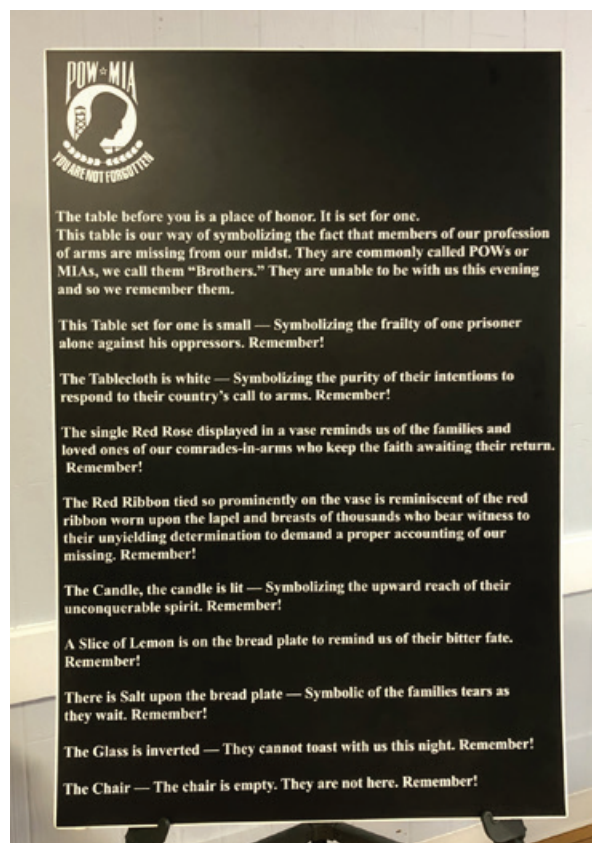 POW☆MIA
YOU ARE NOT FORGOTTEN
The table before you is a place of honor. It is set for one.
This table is our way of symbolizing the fact that members of our profession
of arms are missing from our midst. They are commonly called POWs or
MIAs, we call them “Brothers.” They are unable to be with us this evening
and so we remember them.
This Table set for one is small — Symbolizing the frailty of one prisoner
alone against his oppressors. Remember!
The Tablecloth is white — Symbolizing the purity of their intentions to
respond to their country’s call to arms. Remember!
The single Red Rose displayed in a vase reminds us of the families and
loved ones of our comrades-in-arms who keep the faith awaiting their return.
Remember!
The Red Ribbon tied so prominently on the vase is reminiscent of the red
ribbon worn upon the lapel and breasts of thousands who bear witness to
their unyielding determination to demand a proper accounting of our
missing. Remember!
The Candle, the candle is lit — Symbolizing the upward reach of their
unconquerable spirit. Remember!
A Slice of Lemon is on the bread plate to remind us of their bitter fate.
Remember!
There is Salt upon the bread plate — Symbolic of the families tears as
they wait. Remember!
The Glass is inverted — They cannot toast with us this night. Remember!
The Chair — The chair is empty. They are not here. Remember!